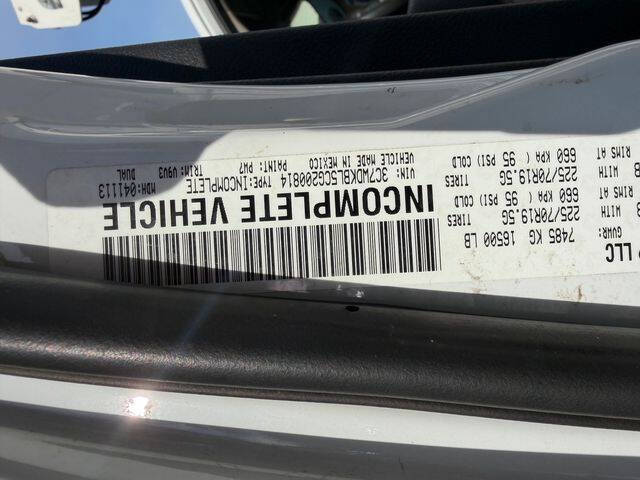 P LLC
GVWR: 7485 KG 16500 LB
B WITH 225/70R19.5G TIRES
RIMS AT 660 KPA ( 95 PSI) COLD
B WITH 225/70R19.5G TIRES
RIMS AT 660 KPA ( 95 PSI) COLD
INCOMPLETE VEHICLE
VIN: 3C7WDKBL5CG200814 TYPE:INCOMPLETE MDH:041113
VEHICLE MADE IN MEXICO PAINT: PW7 TRIM: V9V3 DUAL